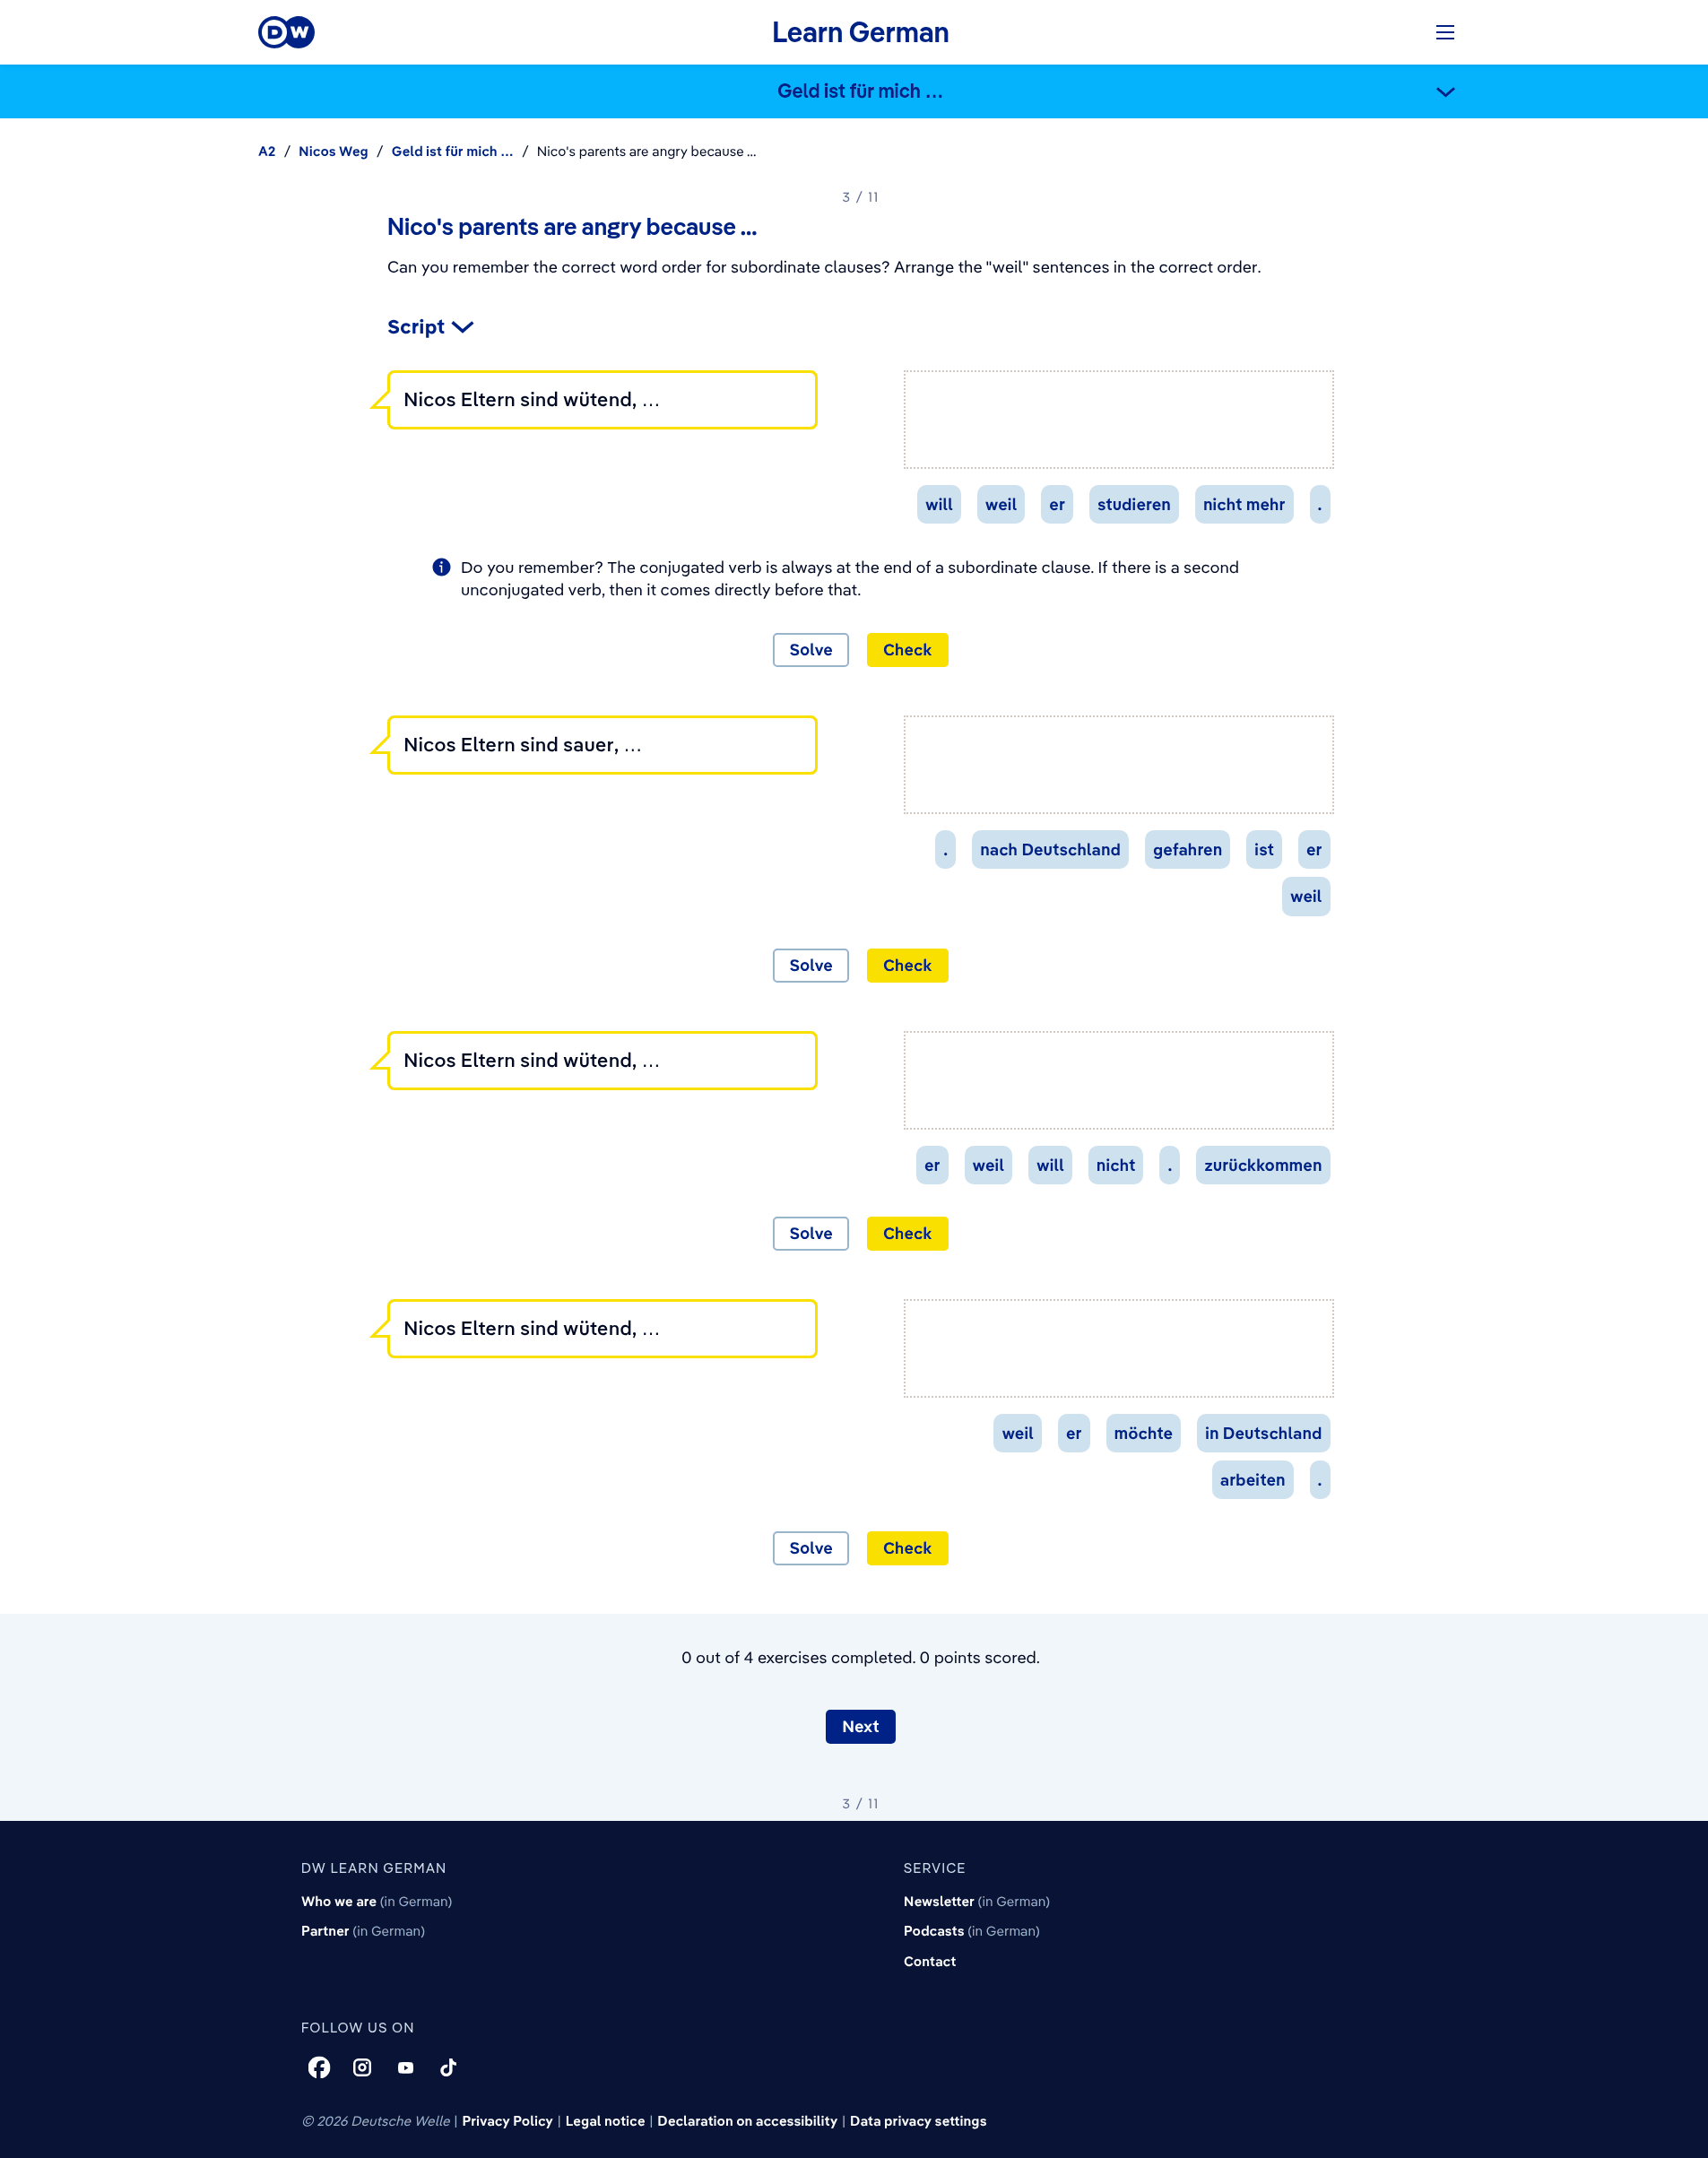 DW
Learn German
Geld ist für mich …
A2 / Nicos Weg / Geld ist für mich … / Nico's parents are angry because ...
3 / 11
Nico's parents are angry because ...
Can you remember the correct word order for subordinate clauses? Arrange the "weil" sentences in the correct order.
Script
Nicos Eltern sind wütend, …
will weil er studieren nicht mehr .
Do you remember? The conjugated verb is always at the end of a subordinate clause. If there is a second
unconjugated verb, then it comes directly before that.
Solve Check
Nicos Eltern sind sauer, …
. nach Deutschland gefahren ist er
weil
Solve Check
Nicos Eltern sind wütend, …
er weil will nicht . zurückkommen
Solve Check
Nicos Eltern sind wütend, …
weil er möchte in Deutschland
arbeiten .
Solve Check
0 out of 4 exercises completed. 0 points scored.
Next
3 / 11
DW LEARN GERMAN
Who we are (in German)
Partner (in German)
SERVICE
Newsletter (in German)
Podcasts (in German)
Contact
FOLLOW US ON
© 2026 Deutsche Welle | Privacy Policy | Legal notice | Declaration on accessibility | Data privacy settings